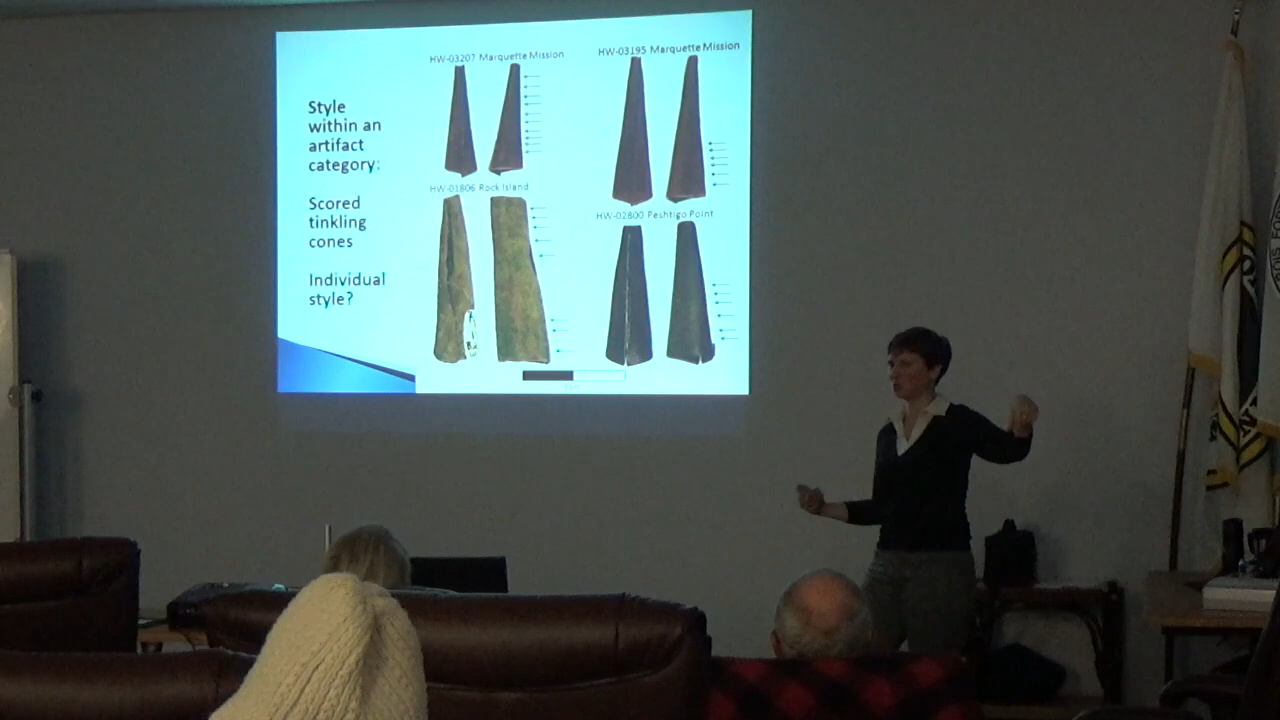 Style
within an
artifact
category:
Scored
tinkling
cones
Individual
style?
HW-03207 Marquette Mission
HW-03195 Marquette Mission
HW-01806 Rock Island
HW-02800 Peshtigo Point